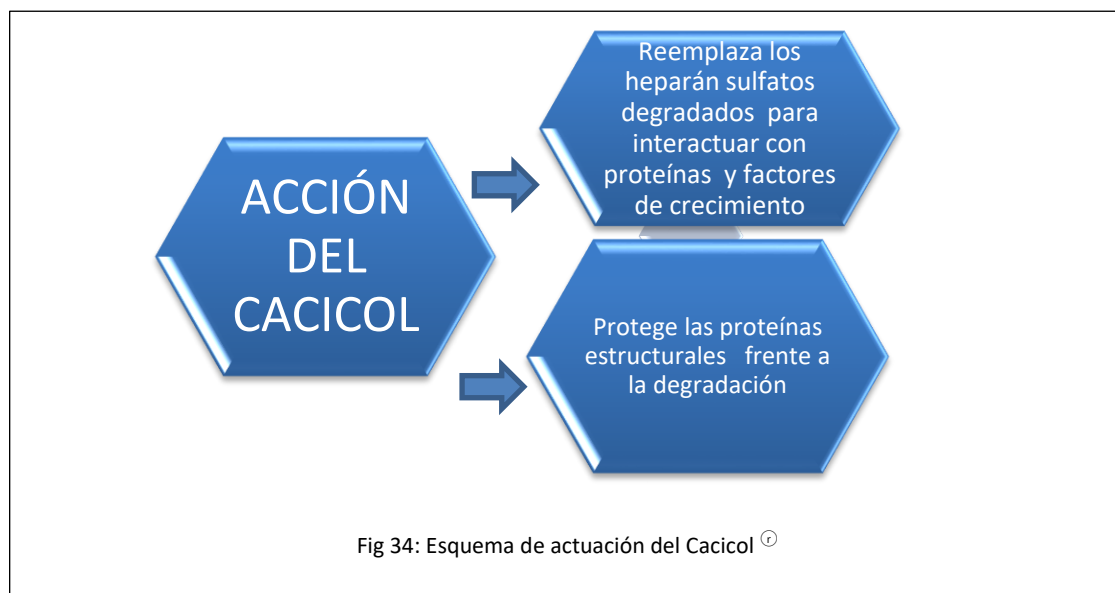 Reemplaza los
heparán sulfatos
degradados para
interactuar con
proteínas y factores
de crecimiento
ACCIÓN
DEL
CACICOL
Protege las proteínas
estructurales frente a
la degradación
Fig 34: Esquema de actuación del Cacicol ⓡ